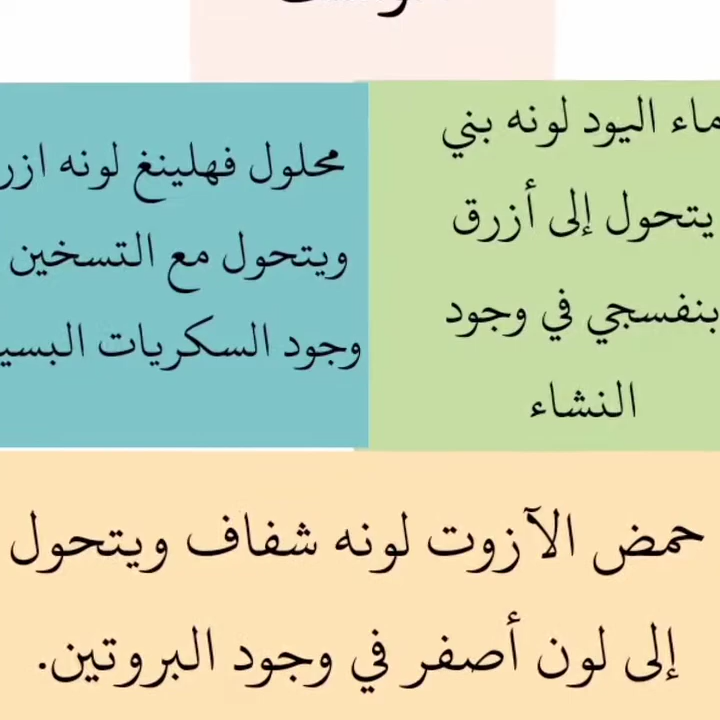 ماء اليود لونه بني
يتحول إلى أزرق
بنفسجي في وجود
النشاء
محلول فهلينغ لونه
ويتحول مع التسخين
وجود السكريات
حمض الآزوت لونه شفاف ويتحول
إلى لون أصفر في وجود البروتين.